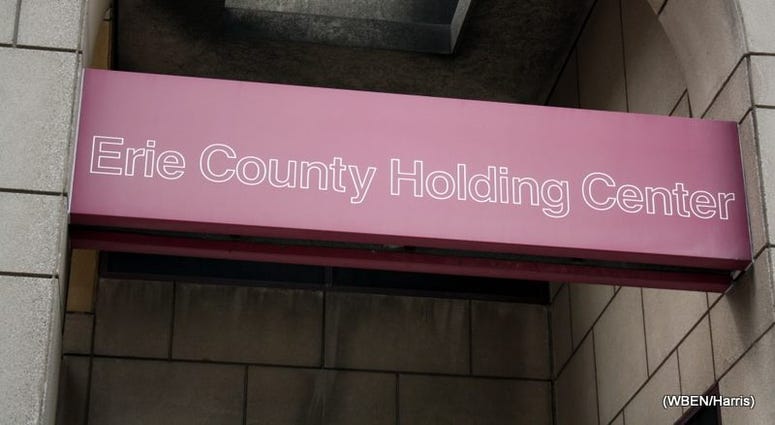 Erie County Holding Center
(WBEN/Harris)